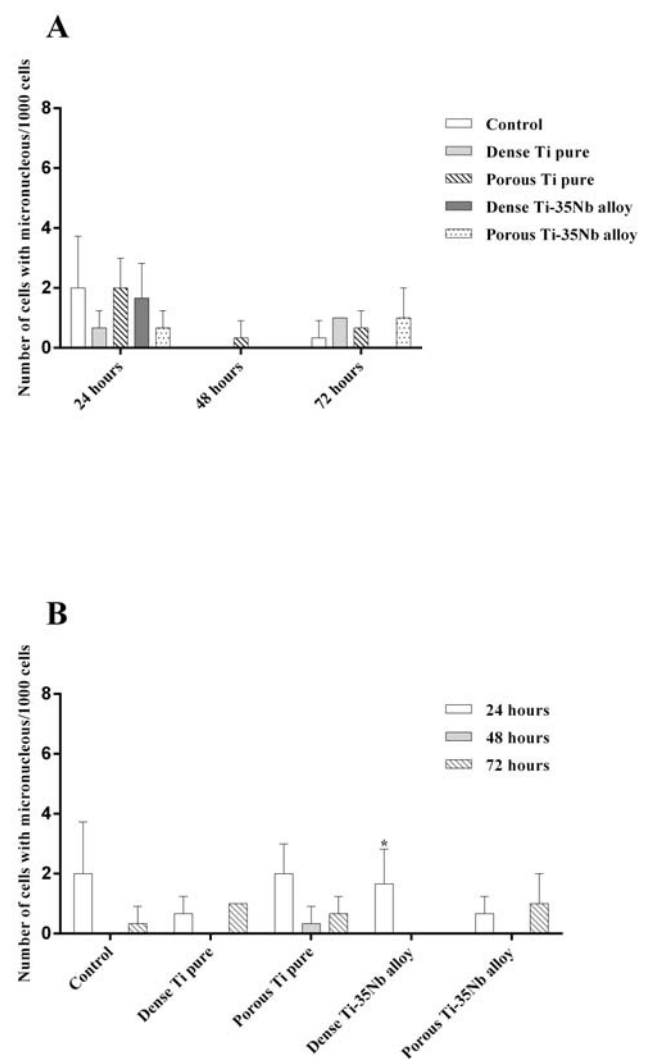 A
Number of cells with micronucleous/1000 cells
8
6
4
2
0
24 hours
48 hours
72 hours
Control
Dense Ti pure
Porous Ti pure
Dense Ti-35Nb alloy
Porous Ti-35Nb alloy
B
Number of cells with micronucleous/1000 cells
8
6
4
2
0
*
Control
Dense Ti pure
Porous Ti pure
Dense Ti-35Nb alloy
Porous Ti-35Nb alloy
24 hours
48 hours
72 hours